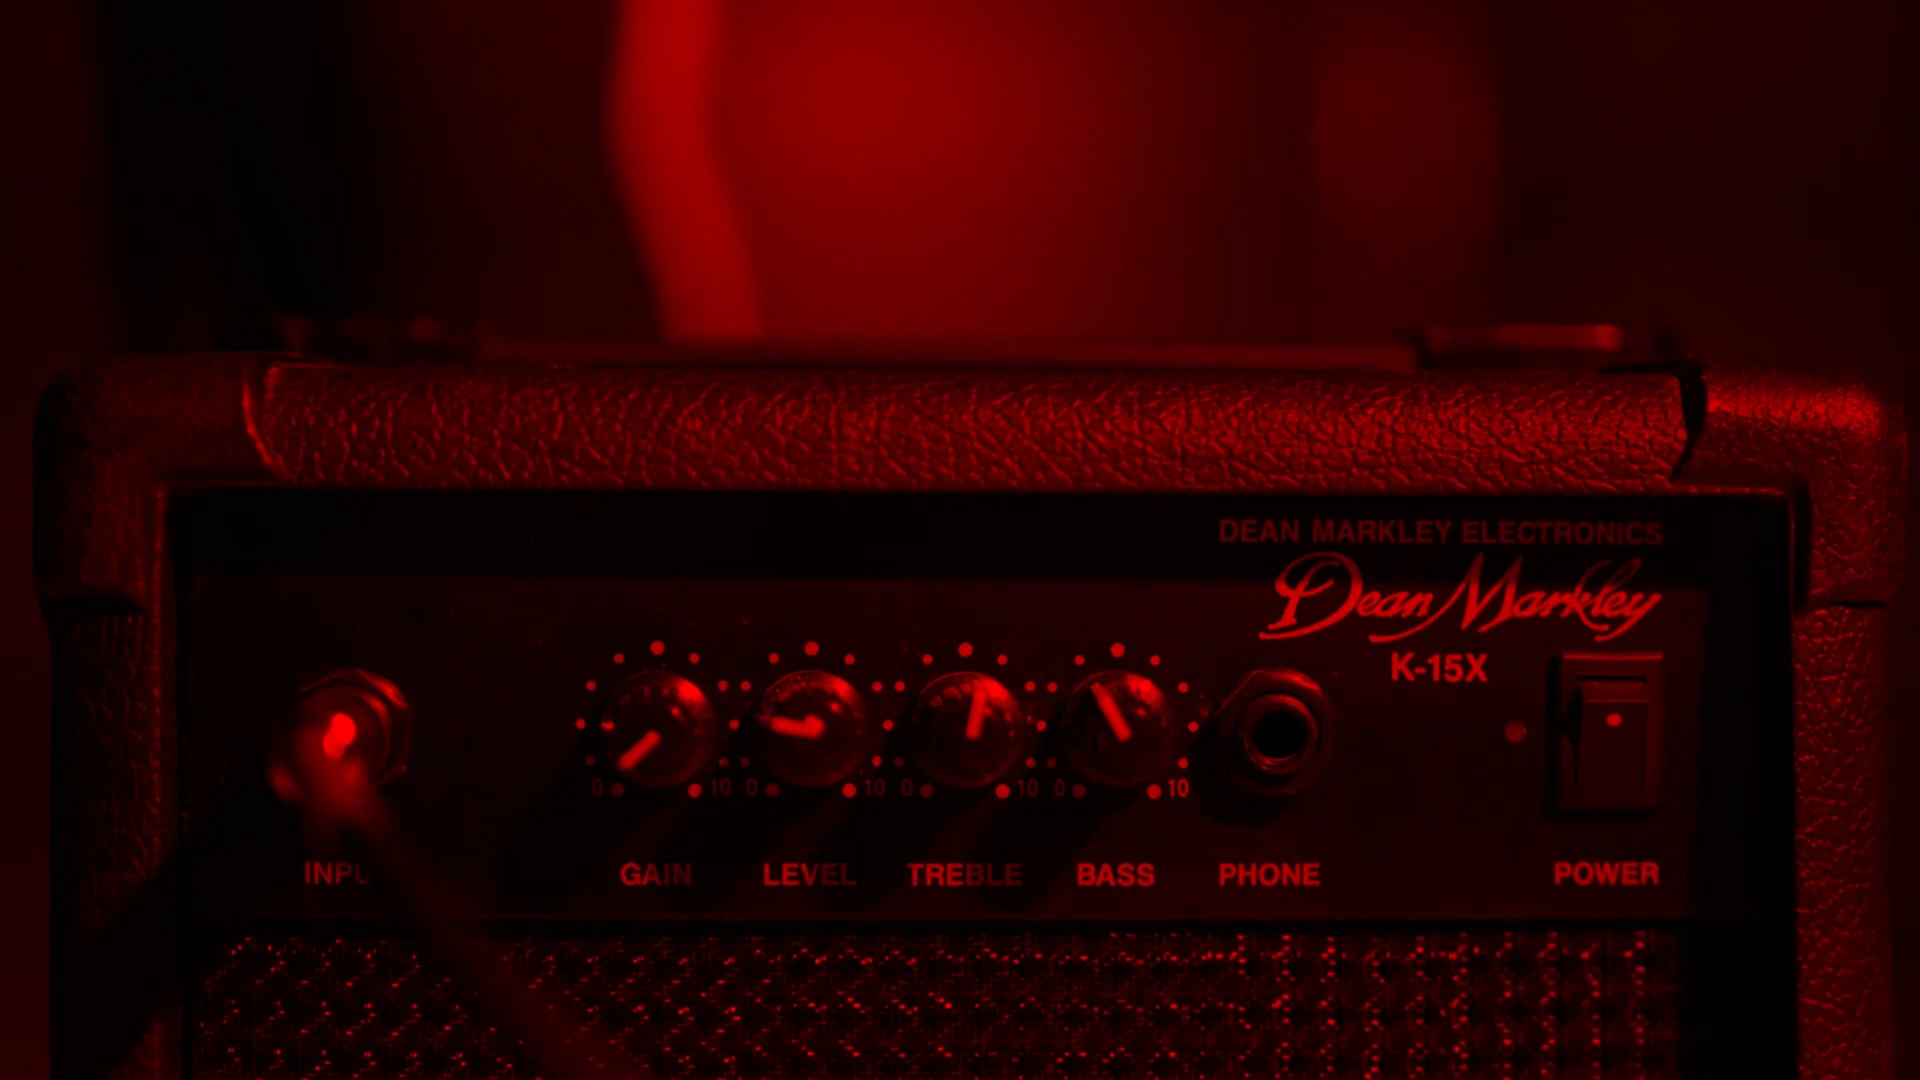 DEAN MARKLEY ELECTRONICS
Dean Markley
K-15X
0 10 0 10 0 10 0 10
INPU GAIN LEVEL TREBLE BASS PHONE POWER